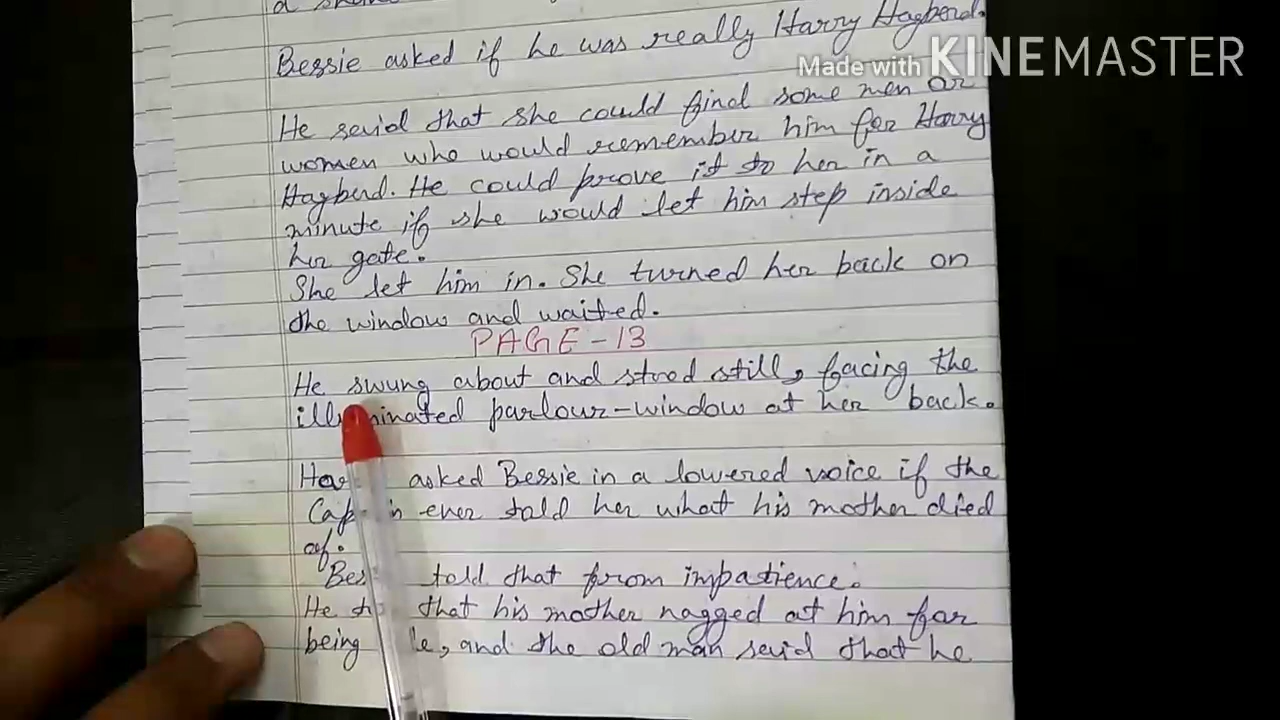 Bessie asked if he was really Harry Hagberd.
Made with KINEMASTER
He said that she could find some men or
women who would remember him for Harry
Hagberd. He could prove it to her in a
minute if she would let him step inside
her gate.
She let him in. She turned her back on
the window and waited.
PAGE-13
He swung about and stood still, facing the
parlour-window at her back.
asked Bessie in a lowered voice if the
ever told her what his mother died
of.
told that from impatience.
He that his mother nagged at him for
being and the old man said that he